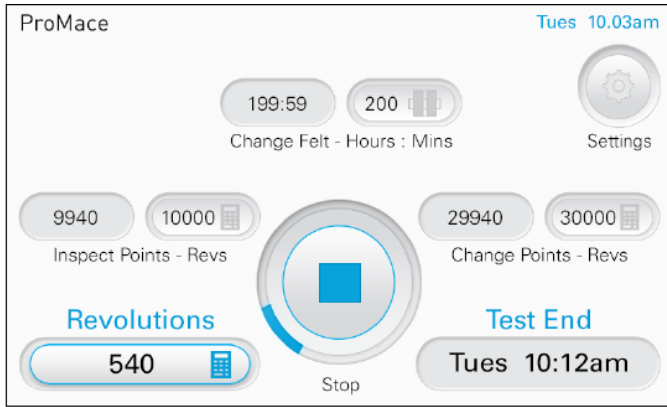 ProMace
Tues 10.03am
199:59
200
Change Felt - Hours : Mins
Settings
9940
10000
Inspect Points - Revs
29940
30000
Change Points - Revs
Revolutions
540
Stop
Test End
Tues 10:12am